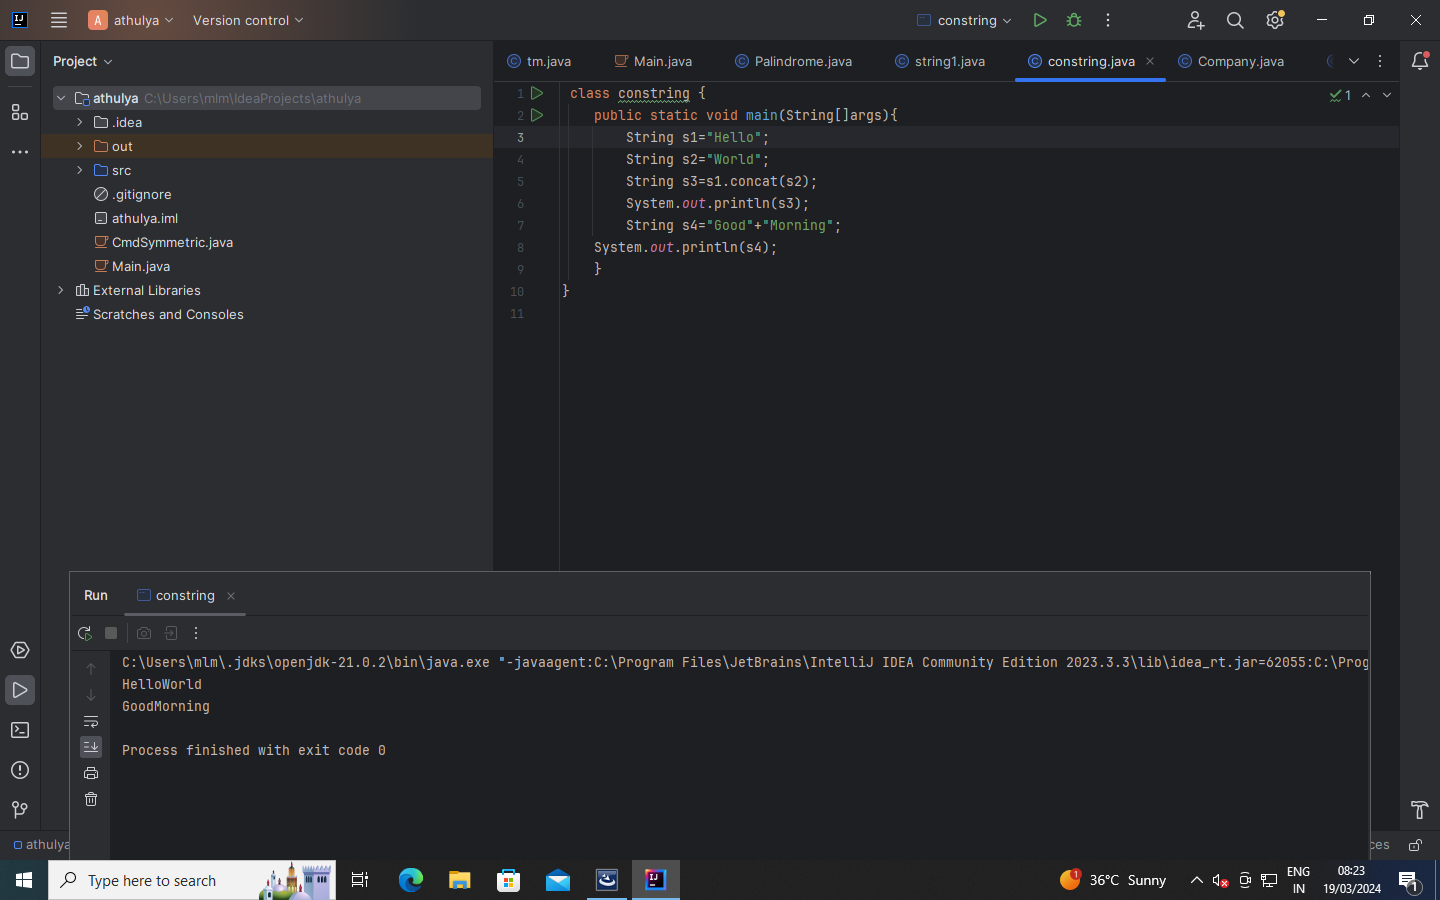 athulya
Version control
constring
Project
tm.java
Main.java
Palindrome.java
string1.java
constring.java
Company.java
athulya C:\Users\mlm\IdeaProjects\athulya
.idea
out
src
.gitignore
athulya.iml
CmdSymmetric.java
Main.java
External Libraries
Scratches and Consoles
1 class constring {
2 public static void main(String[]args){
3 String s1="Hello";
4 String s2="World";
5 String s3=s1.concat(s2);
6 System.out.println(s3);
7 String s4="Good"+"Morning";
8 System.out.println(s4);
9 }
10 }
11
1
Run
constring
C:\Users\mlm\.jdks\openjdk-21.0.2\bin\java.exe "-javaagent:C:\Program Files\JetBrains\IntelliJ IDEA Community Edition 2023.3.3\lib\idea_rt.jar=62055:C:\Prog
HelloWorld
GoodMorning
Process finished with exit code 0
athulya
ces
Type here to search
1
36°C Sunny
ENG
IN
08:23
19/03/2024
1